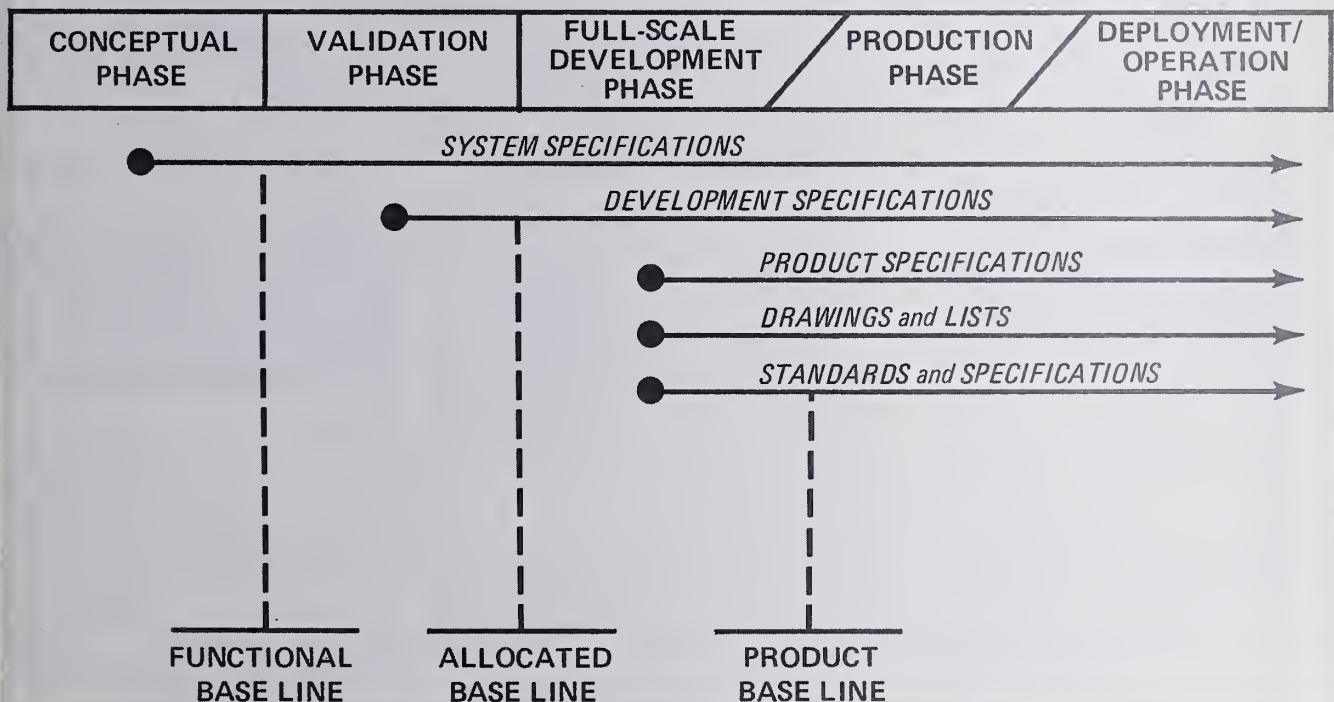 CONCEPTUAL
PHASE
VALIDATION
PHASE
FULL-SCALE
DEVELOPMENT
PHASE
PRODUCTION
PHASE
DEPLOYMENT/
OPERATION
PHASE
SYSTEM SPECIFICATIONS
DEVELOPMENT SPECIFICATIONS
PRODUCT SPECIFICATIONS
DRAWINGS and LISTS
STANDARDS and SPECIFICATIONS
FUNCTIONAL
BASE LINE
ALLOCATED
BASE LINE
PRODUCT
BASE LINE